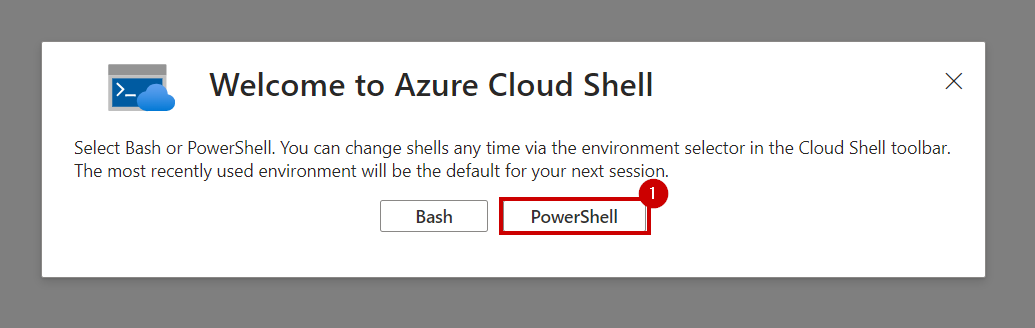 Welcome to Azure Cloud Shell
Select Bash or PowerShell. You can change shells any time via the environment selector in the Cloud Shell toolbar.
The most recently used environment will be the default for your next session.
1
Bash PowerShell